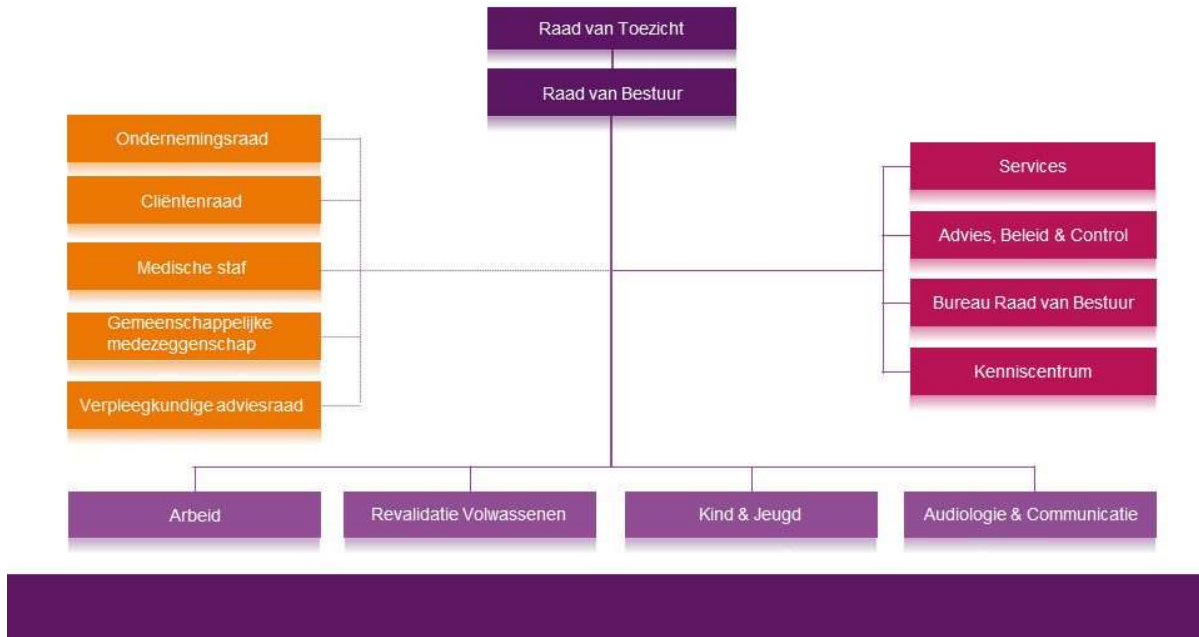 Raad van Toezicht
Raad van Bestuur
Ondernemingsraad
Cliëntenraad
Medische staf
Gemeenschappelijke
medezeggenschap
Verpleegkundige adviesraad
Services
Advies, Beleid & Control
Bureau Raad van Bestuur
Kenniscentrum
Arbeid
Revalidatie Volwassenen
Kind & Jeugd
Audiologie & Communicatie